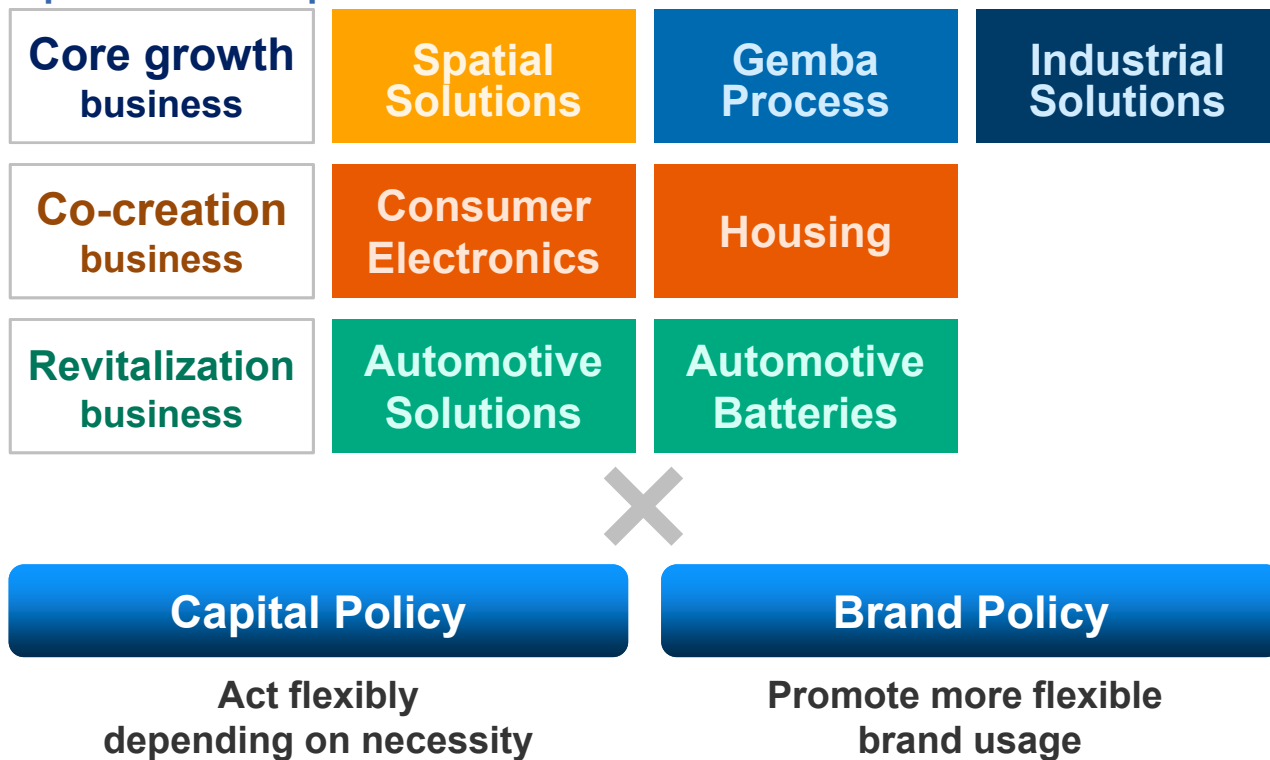 Core growth
business
Spatial
Solutions
Gemba
Process
Industrial
Solutions
Co-creation
business
Consumer
Electronics
Housing
Revitalization
business
Automotive
Solutions
Automotive
Batteries
Capital Policy
Brand Policy
Act flexibly
depending on necessity
Promote more flexible
brand usage